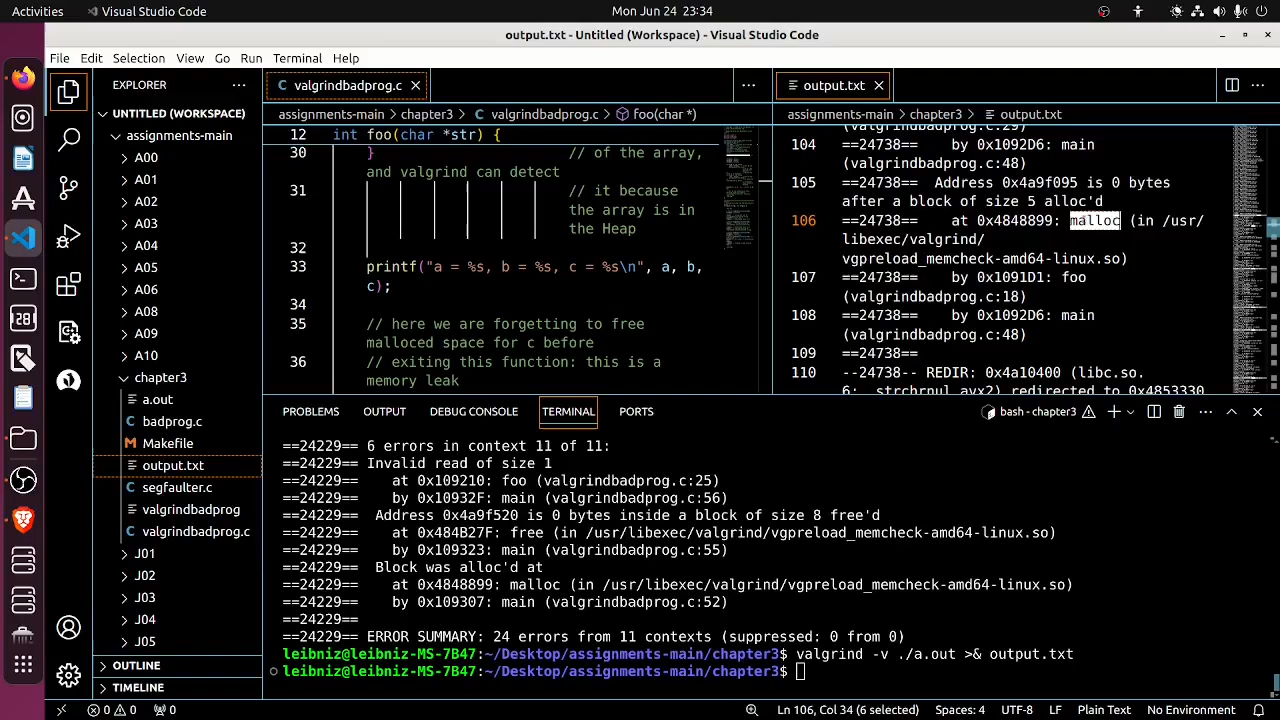 Activities
Visual Studio Code
Mon Jun 24 23:34
output.txt - Untitled (Workspace) - Visual Studio Code
File Edit Selection View Go Run Terminal Help
EXPLORER
UNTITLED (WORKSPACE)
assignments-main
A00
A01
A02
A03
A04
A05
A06
A08
A09
A10
chapter3
a.out
badprog.c
Makefile
output.txt
segfaulter.c
valgrindbadprog
valgrindbadprog.c
J01
J02
J03
J04
J05
OUTLINE
TIMELINE
valgrindbadprog.c
assignments-main > chapter3 > valgrindbadprog.c > foo(char *)
12 int foo(char *str) {
30 } // of the array,
and valgrind can detect
31 // it because
the array is in
the Heap
32
33 printf("a = %s, b = %s, c = %s\n", a, b,
c);
34
35 // here we are forgetting to free
malloced space for c before
36 // exiting this function: this is a
memory leak
output.txt
assignments-main > chapter3 > output.txt
(valgrindbadprog.c:29)
104 ==24738== by 0x1092D6: main
(valgrindbadprog.c:48)
105 ==24738== Address 0x4a9f095 is 0 bytes
after a block of size 5 alloc'd
106 ==24738== at 0x4848899: malloc (in /usr/
libexec/valgrind/
vgpreload_memcheck-amd64-linux.so)
107 ==24738== by 0x1091D1: foo
(valgrindbadprog.c:18)
108 ==24738== by 0x1092D6: main
(valgrindbadprog.c:48)
109 ==24738==
110 --24738-- REDIR: 0x4a10400 (libc.so.
6:__strchrnul_avx2) redirected to 0x4853330
PROBLEMS OUTPUT DEBUG CONSOLE TERMINAL PORTS
bash - chapter3
==24229== 6 errors in context 11 of 11:
==24229== Invalid read of size 1
==24229== at 0x109210: foo (valgrindbadprog.c:25)
==24229== by 0x10932F: main (valgrindbadprog.c:56)
==24229== Address 0x4a9f520 is 0 bytes inside a block of size 8 free'd
==24229== at 0x484B27F: free (in /usr/libexec/valgrind/vgpreload_memcheck-amd64-linux.so)
==24229== by 0x109323: main (valgrindbadprog.c:55)
==24229== Block was alloc'd at
==24229== at 0x4848899: malloc (in /usr/libexec/valgrind/vgpreload_memcheck-amd64-linux.so)
==24229== by 0x109307: main (valgrindbadprog.c:52)
==24229==
==24229== ERROR SUMMARY: 24 errors from 11 contexts (suppressed: 0 from 0)
leibniz@leibniz-MS-7B47:~/Desktop/assignments-main/chapter3$ valgrind -v ./a.out >& output.txt
leibniz@leibniz-MS-7B47:~/Desktop/assignments-main/chapter3$
0 0 0 Ln 106, Col 34 (6 selected) Spaces: 4 UTF-8 LF Plain Text No Environment